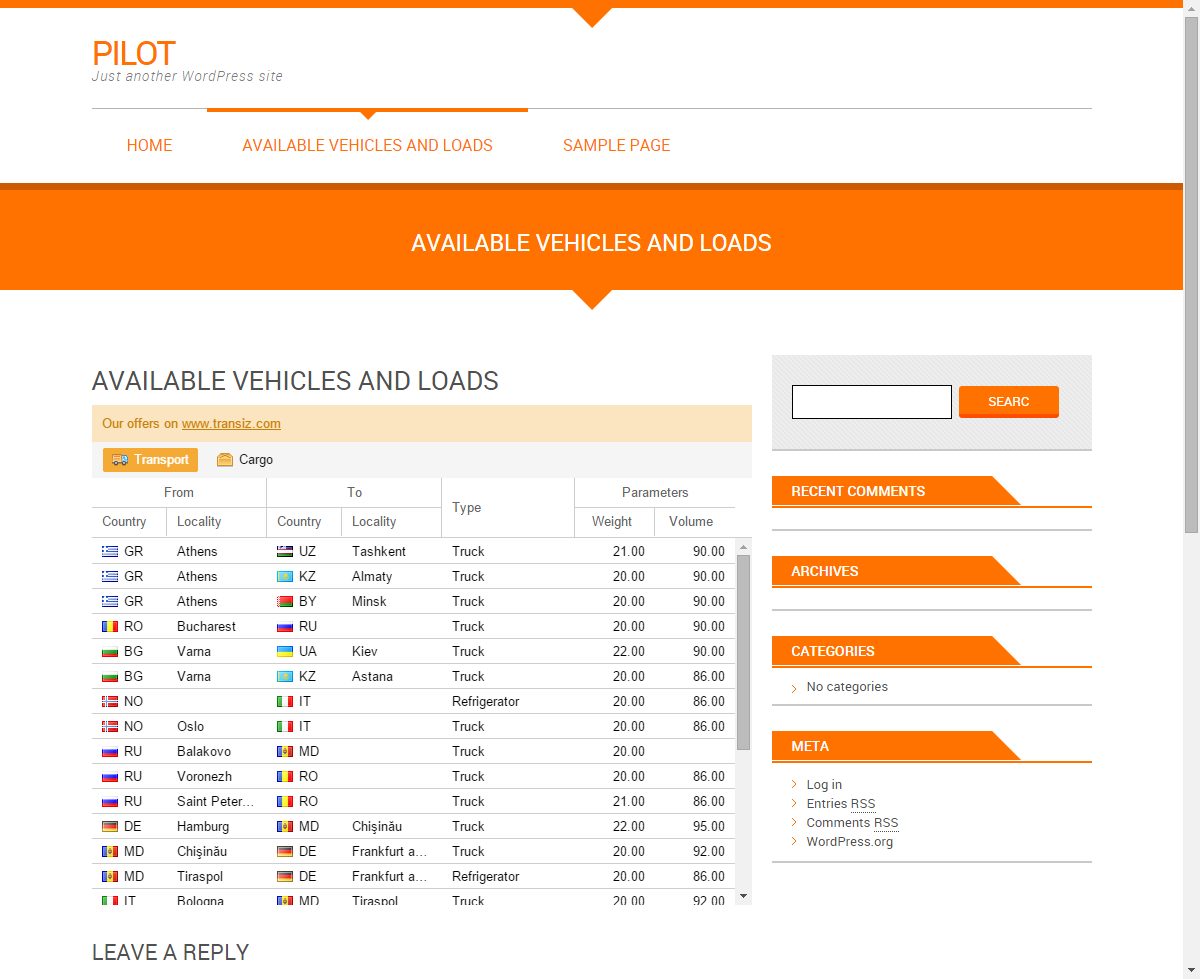 PILOT
Just another WordPress site
HOME AVAILABLE VEHICLES AND LOADS SAMPLE PAGE
AVAILABLE VEHICLES AND LOADS
AVAILABLE VEHICLES AND LOADS
Our offers on www.transiz.com
Transport Cargo
From To Type Parameters
Country Locality Country Locality Weight Volume
GR Athens UZ Tashkent Truck 21.00 90.00
GR Athens KZ Almaty Truck 20.00 90.00
GR Athens BY Minsk Truck 20.00 90.00
RO Bucharest RU Truck 20.00 90.00
BG Varna UA Kiev Truck 22.00 90.00
BG Varna KZ Astana Truck 20.00 86.00
NO IT Refrigerator 20.00 86.00
NO Oslo IT Truck 20.00 86.00
RU Balakovo MD Truck 20.00
RU Voronezh RO Truck 20.00 86.00
RU Saint Peter... RO Truck 21.00 86.00
DE Hamburg MD Chişinău Truck 22.00 95.00
MD Chişinău DE Frankfurt a... Truck 20.00 92.00
MD Tiraspol DE Frankfurt a... Refrigerator 20.00 86.00
IT Bologna MD Tiraspol Truck 20.00 92.00
LEAVE A REPLY
SEARC
RECENT COMMENTS
ARCHIVES
CATEGORIES
No categories
META
Log in
Entries RSS
Comments RSS
WordPress.org